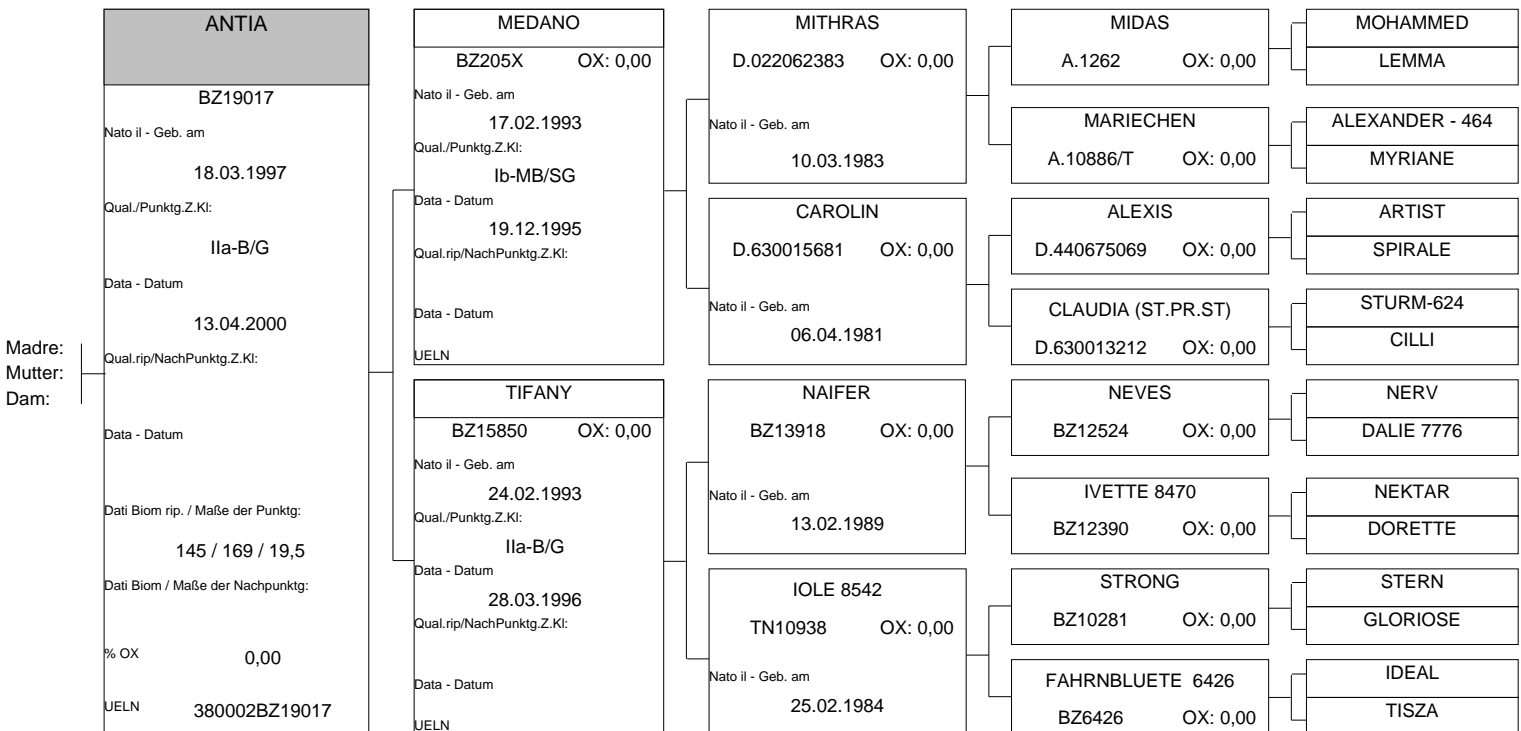 Madre:
Mutter:
Dam:
ANTIA
BZ19017
Nato il - Geb. am
18.03.1997
Qual./Punktg.Z.Kl:
IIa-B/G
Data - Datum
13.04.2000
Qual.rip/NachPunktg.Z.Kl:
Data - Datum
Dati Biom rip. / Maße der Punktg:
145 / 169 / 19,5
Dati Biom / Maße der Nachpunktg:
% OX 0,00
UELN 380002BZ19017
MEDANO
BZ205X OX: 0,00
Nato il - Geb. am
17.02.1993
Qual./Punktg.Z.Kl:
Ib-MB/SG
Data - Datum
19.12.1995
Qual.rip/NachPunktg.Z.Kl:
Data - Datum
UELN
TIFANY
BZ15850 OX: 0,00
Nato il - Geb. am
24.02.1993
Qual./Punktg.Z.Kl:
IIa-B/G
Data - Datum
28.03.1996
Qual.rip/NachPunktg.Z.Kl:
Data - Datum
UELN
MITHRAS
D.022062383 OX: 0,00
Nato il - Geb. am
10.03.1983
CAROLIN
D.630015681 OX: 0,00
Nato il - Geb. am
06.04.1981
NAIFER
BZ13918 OX: 0,00
Nato il - Geb. am
13.02.1989
IOLE 8542
TN10938 OX: 0,00
Nato il - Geb. am
25.02.1984
MIDAS
A.1262 OX: 0,00
MARIECHEN
A.10886/T OX: 0,00
ALEXIS
D.440675069 OX: 0,00
CLAUDIA (ST.PR.ST)
D.630013212 OX: 0,00
NEVES
BZ12524 OX: 0,00
IVETTE 8470
BZ12390 OX: 0,00
STRONG
BZ10281 OX: 0,00
FAHRNBLUETE 6426
BZ6426 OX: 0,00
MOHAMMED
LEMMA
ALEXANDER - 464
MYRIANE
ARTIST
SPIRALE
STURM-624
CILLI
NERV
DALIE 7776
NEKTAR
DORETTE
STERN
GLORIOSE
IDEAL
TISZA